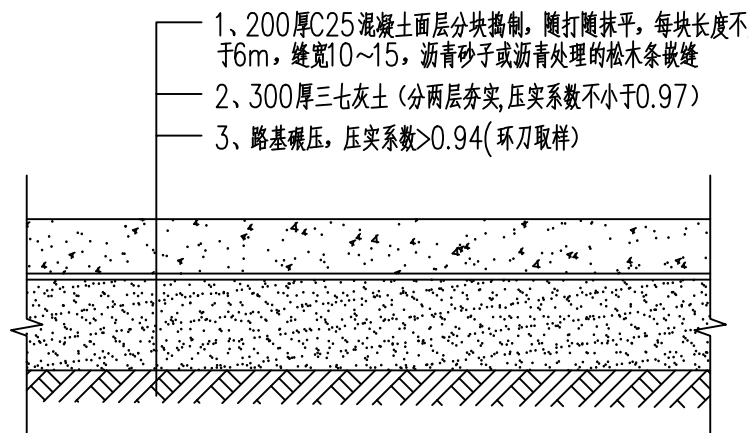 1、200厚C25混凝土面层分块捣制，随打随抹平，每块长度不
于6m，缝宽10～15，沥青砂子或沥青处理的松木条嵌缝
2、300厚三七灰土（分两层夯实,压实系数不小于0.97）
3、路基碾压，压实系数>0.94(环刀取样)